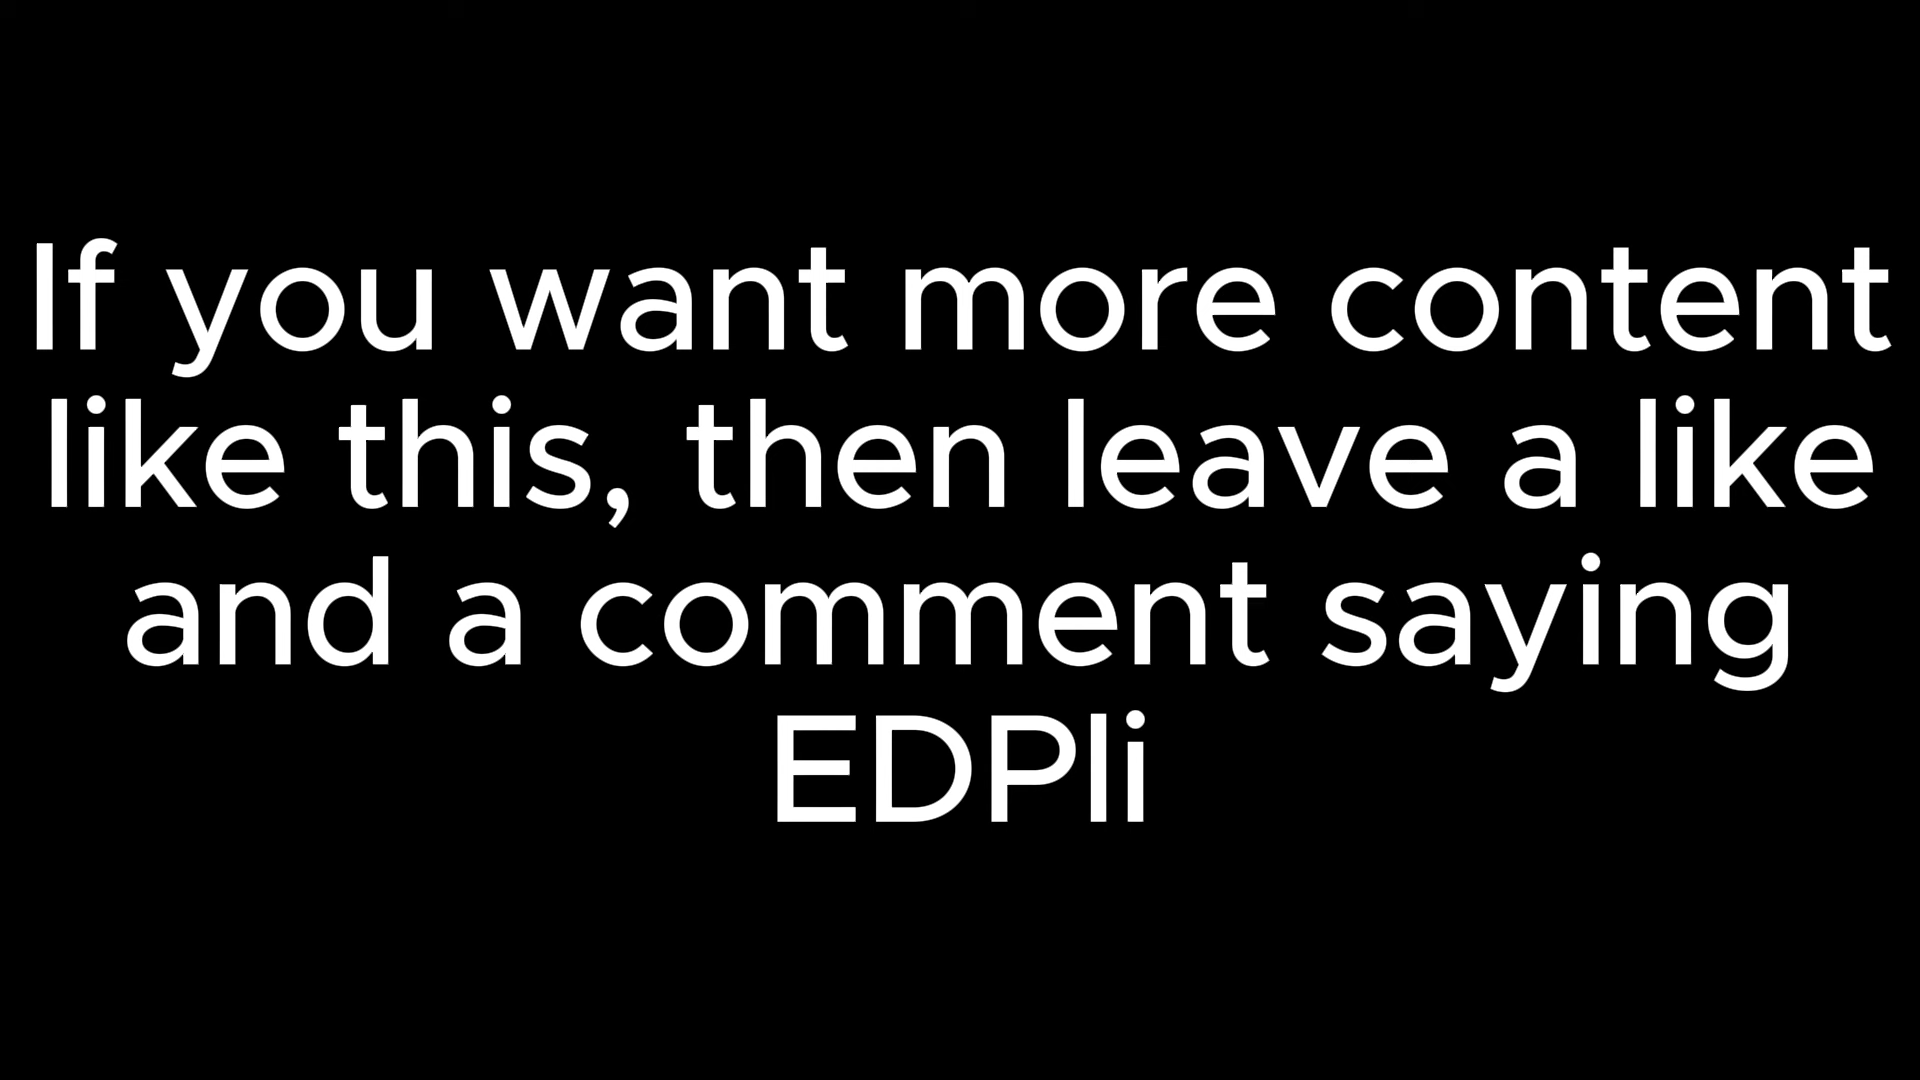 If you want more content
like this, then leave a like
and a comment saying
EDPli